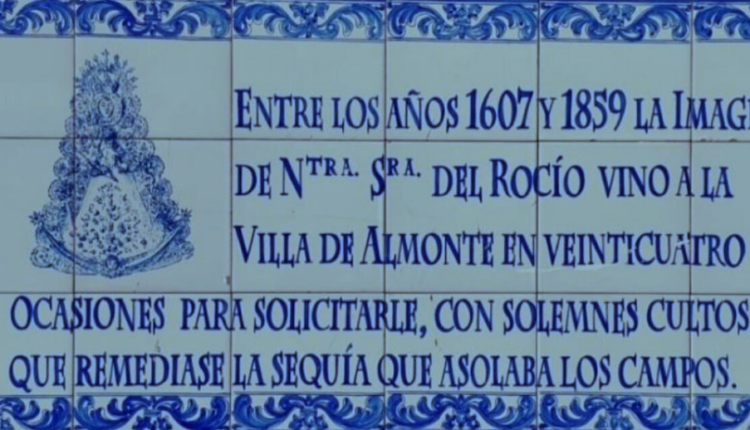 ENTRE LOS AÑOS 1607 Y 1859 LA IMAG
DE NTRA. SRA. DEL ROCÍO VINO A LA
VILLA DE ALMONTE EN VEINTICUATRO
OCASIONES PARA SOLICITARLE, CON SOLEMNES CULTOS
QUE REMEDIASE LA SEQUÍA QUE ASOLABA LOS CAMPOS.